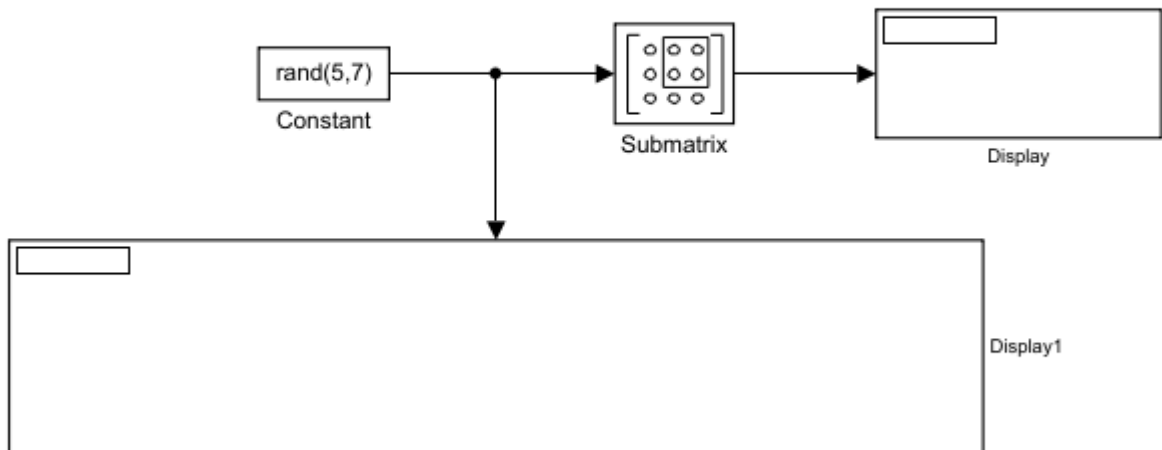 rand(5,7)
Constant
Submatrix
Display
Display1